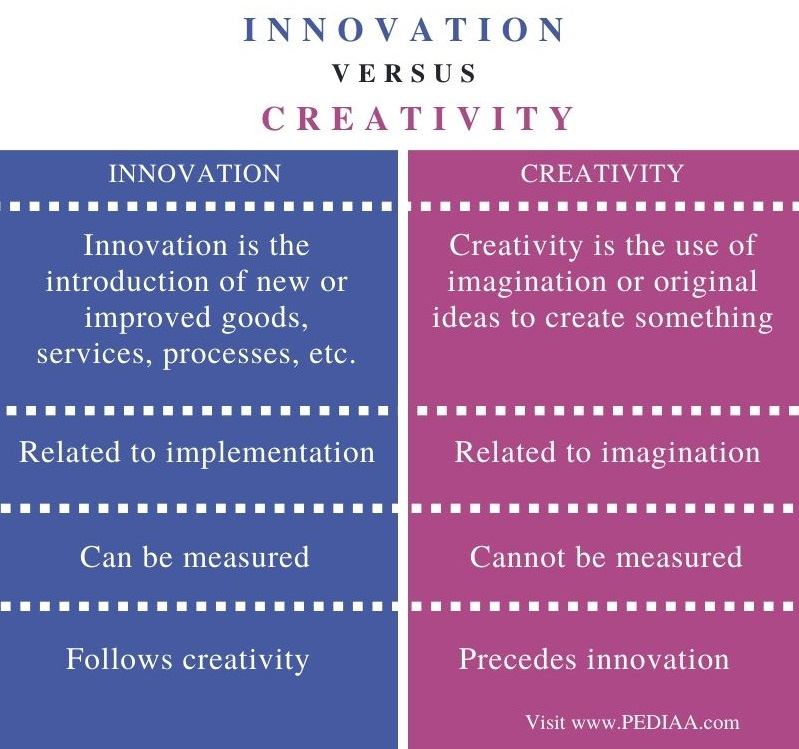 INNOVATION
VERSUS
CREATIVITY
INNOVATION
Innovation is the
introduction of new or
improved goods,
services, processes, etc.
Related to implementation
Can be measured
Follows creativity
CREATIVITY
Creativity is the use of
imagination or original
ideas to create something
Related to imagination
Cannot be measured
Precedes innovation
Visit www.PEDIAA.com